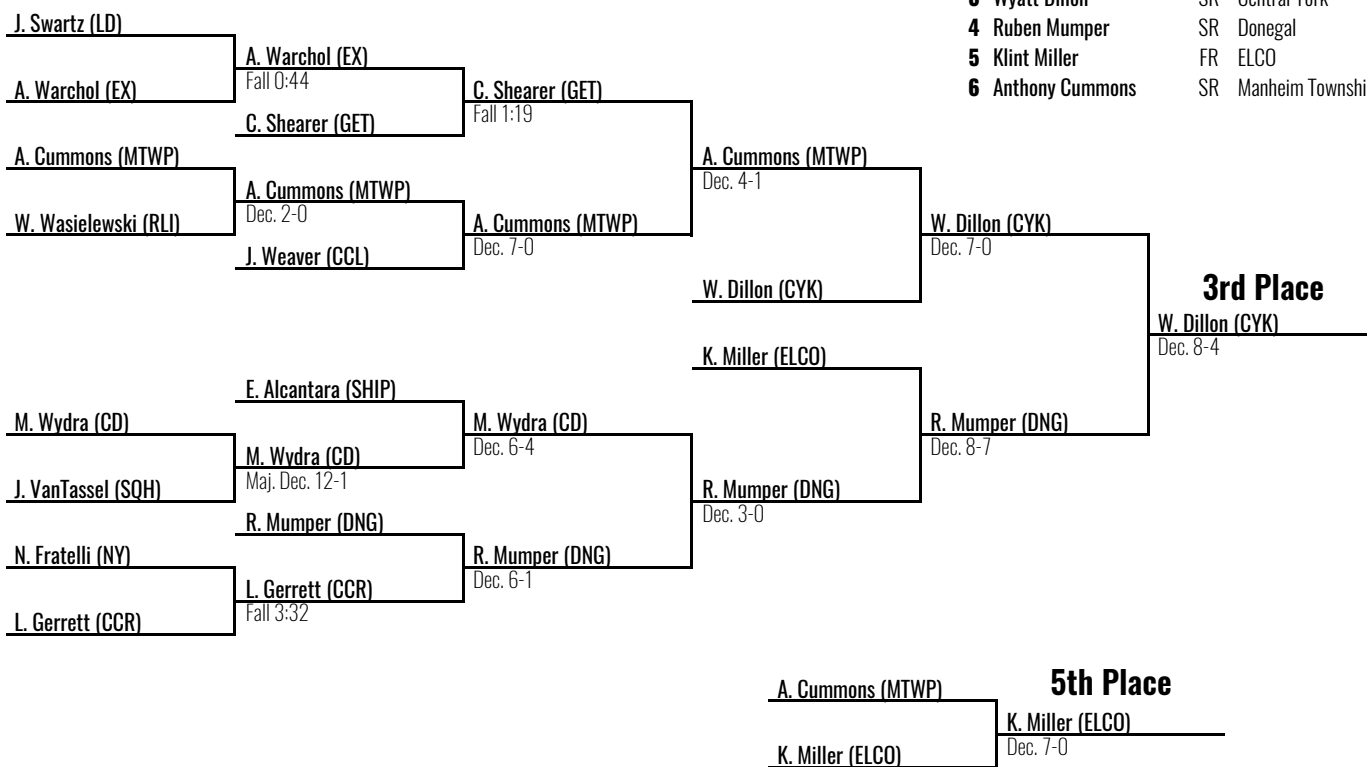 3 Wyatt Dillon SR Central York
4 Ruben Mumper SR Donegal
5 Klint Miller FR ELCO
6 Anthony Cummons SR Manheim Townshi
J. Swartz (LD)
A. Warchol (EX)
A. Cummons (MTWP)
W. Wasielewski (RLI)
M. Wydra (CD)
J. VanTassel (SQH)
N. Fratelli (NY)
L. Gerrett (CCR)
A. Warchol (EX)
Fall 0:44
C. Shearer (GET)
A. Cummons (MTWP)
Dec. 2-0
J. Weaver (CCL)
E. Alcantara (SHIP)
M. Wydra (CD)
Maj. Dec. 12-1
R. Mumper (DNG)
L. Gerrett (CCR)
Fall 3:32
C. Shearer (GET)
Fall 1:19
A. Cummons (MTWP)
Dec. 7-0
M. Wydra (CD)
Dec. 6-4
R. Mumper (DNG)
Dec. 6-1
A. Cummons (MTWP)
Dec. 4-1
W. Dillon (CYK)
K. Miller (ELCO)
R. Mumper (DNG)
Dec. 3-0
W. Dillon (CYK)
Dec. 7-0
R. Mumper (DNG)
Dec. 8-7
3rd Place
W. Dillon (CYK)
Dec. 8-4
5th Place
A. Cummons (MTWP)
K. Miller (ELCO)
K. Miller (ELCO)
Dec. 7-0